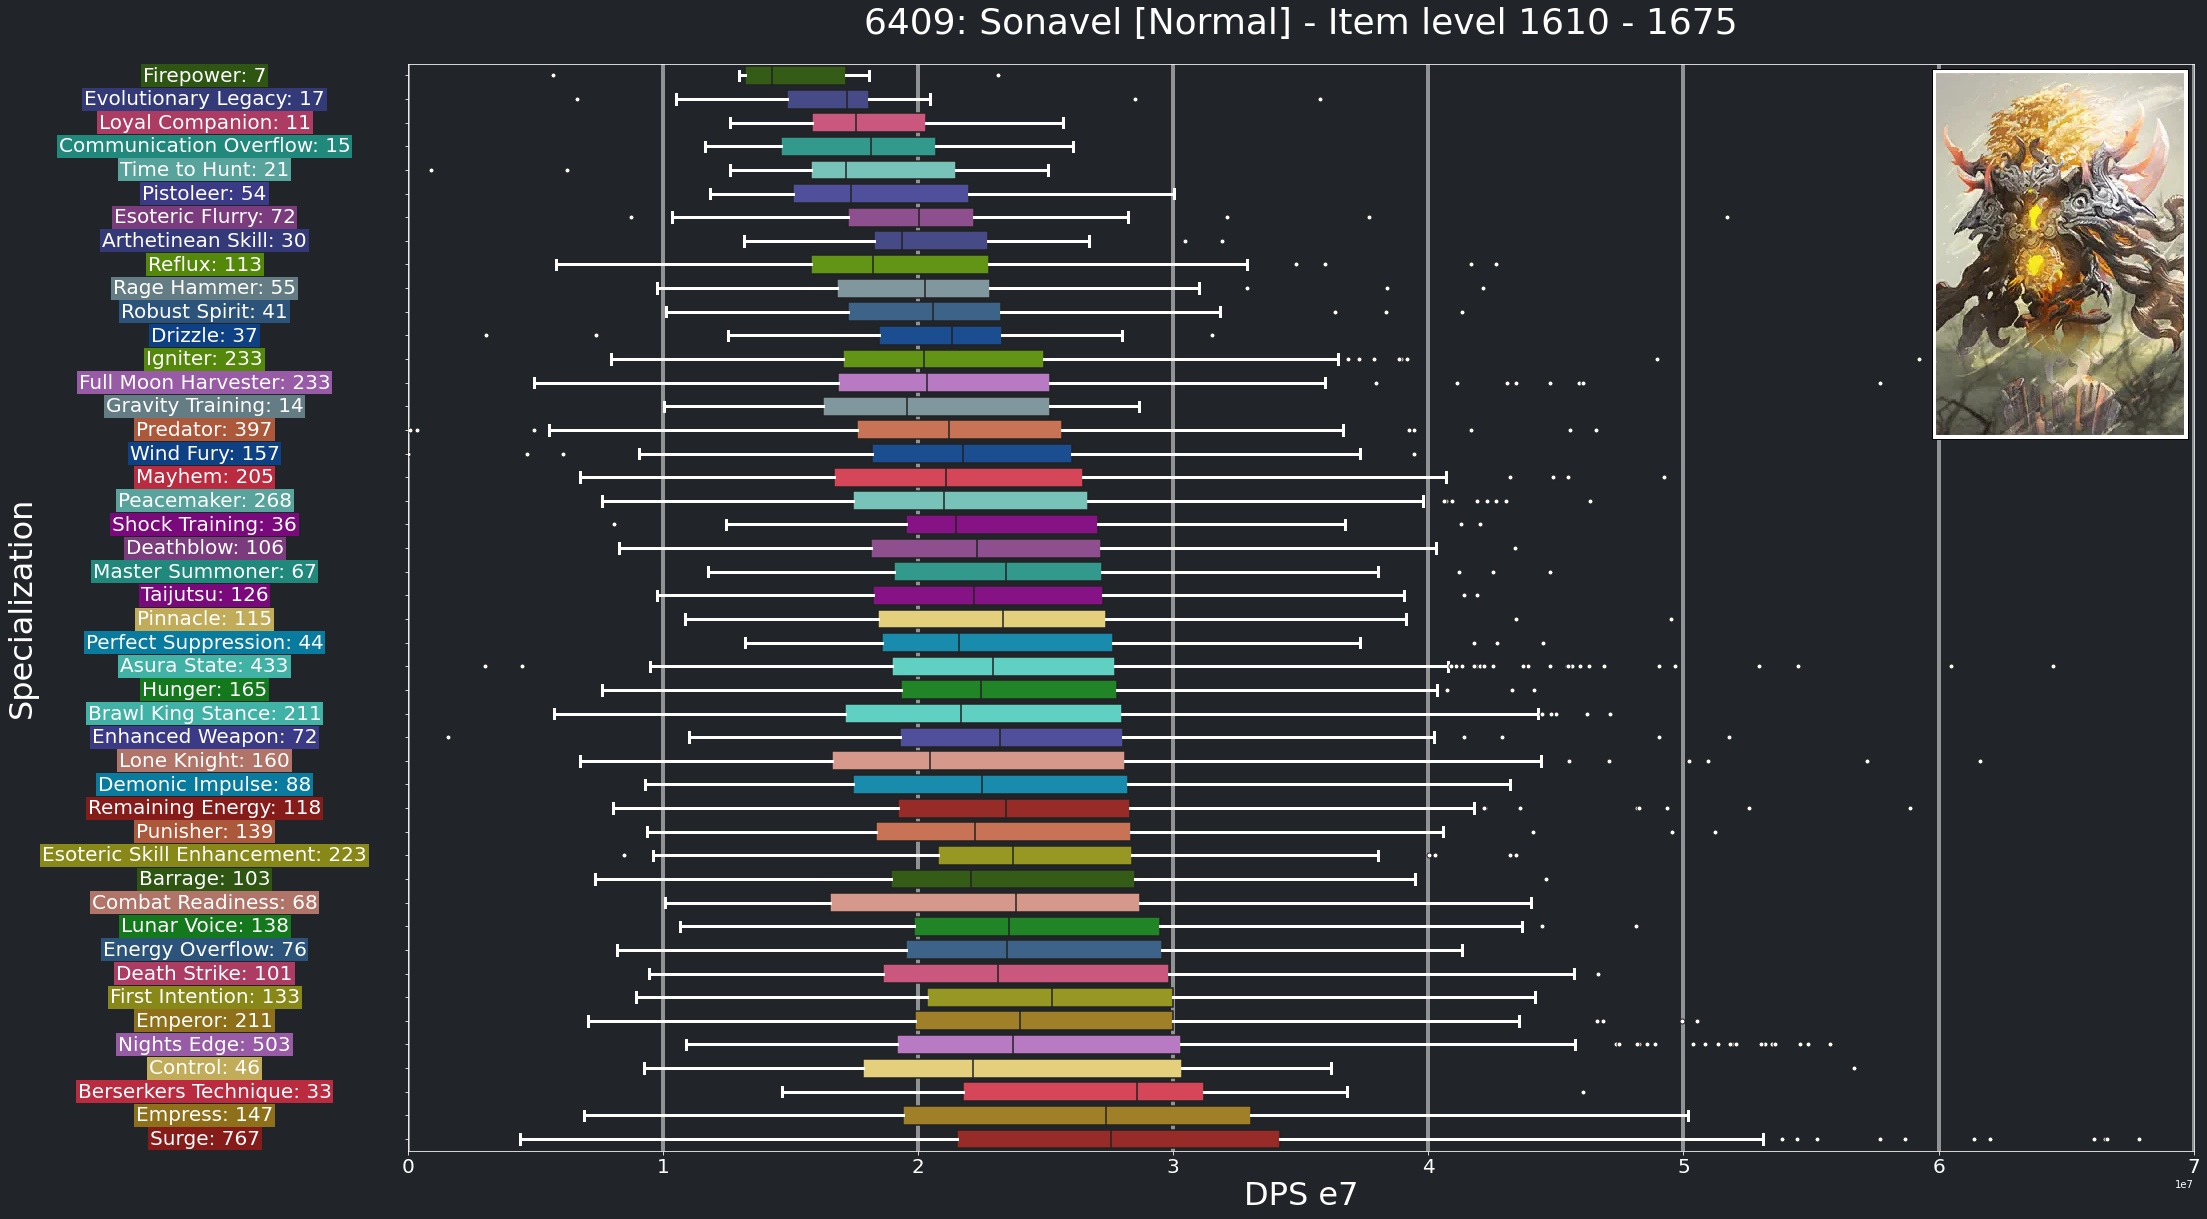 6409: Sonavel [Normal] - Item level 1610 - 1675
Specialization
Firepower: 7
Evolutionary Legacy: 17
Loyal Companion: 11
Communication Overflow: 15
Time to Hunt: 21
Pistoleer: 54
Esoteric Flurry: 72
Arthetinean Skill: 30
Reflux: 113
Rage Hammer: 55
Robust Spirit: 41
Drizzle: 37
Igniter: 233
Full Moon Harvester: 233
Gravity Training: 14
Predator: 397
Wind Fury: 157
Mayhem: 205
Peacemaker: 268
Shock Training: 36
Deathblow: 106
Master Summoner: 67
Taijutsu: 126
Pinnacle: 115
Perfect Suppression: 44
Asura State: 433
Hunger: 165
Brawl King Stance: 211
Enhanced Weapon: 72
Lone Knight: 160
Demonic Impulse: 88
Remaining Energy: 118
Punisher: 139
Esoteric Skill Enhancement: 223
Barrage: 103
Combat Readiness: 68
Lunar Voice: 138
Energy Overflow: 76
Death Strike: 101
First Intention: 133
Emperor: 211
Nights Edge: 503
Control: 46
Berserkers Technique: 33
Empress: 147
Surge: 767
0 1 2 3 4 5 6 7
1e7
DPS e7